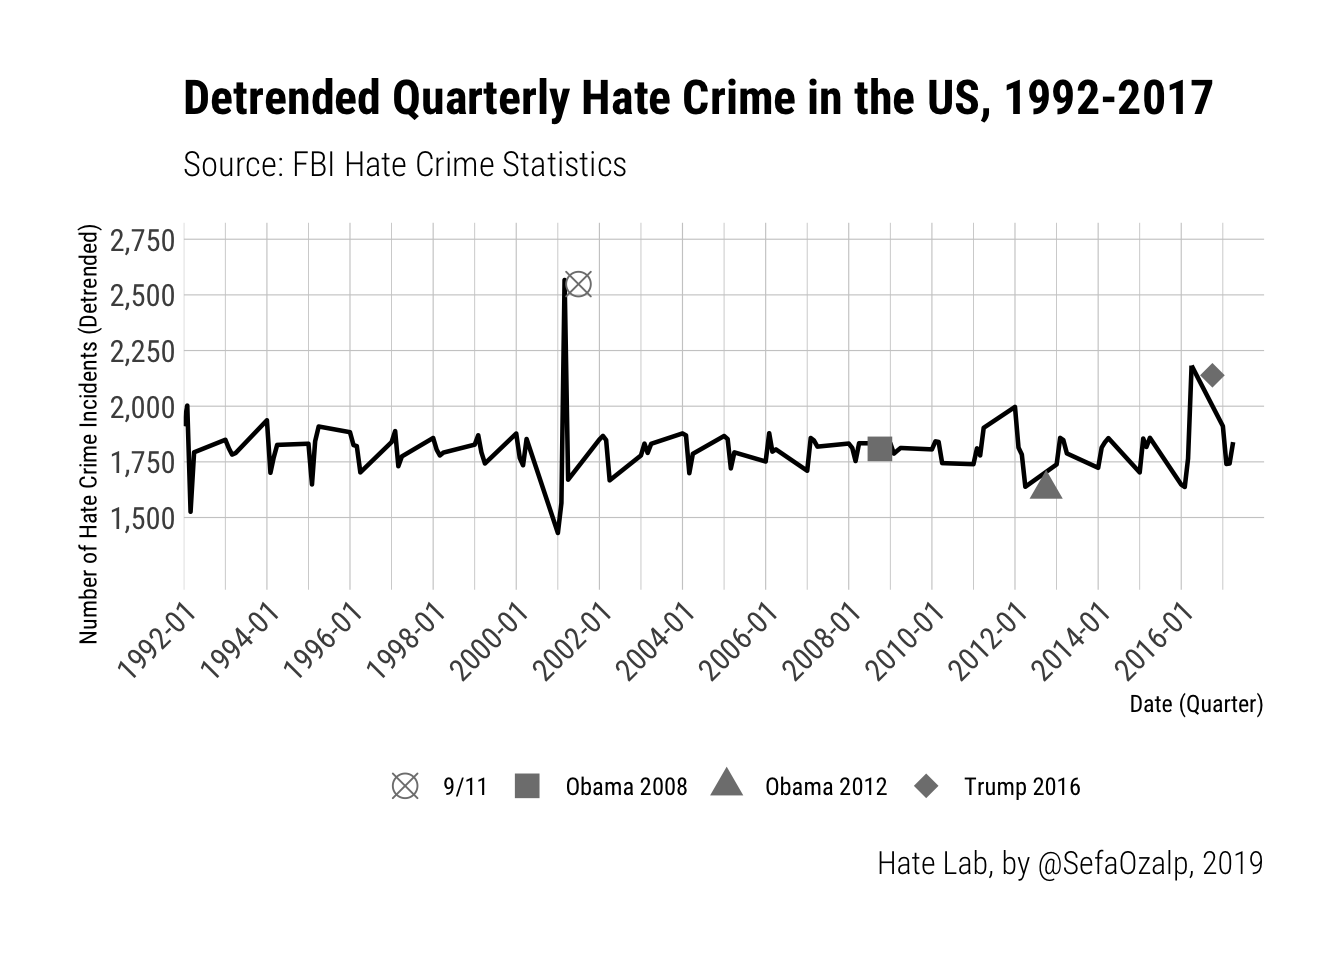 Detrended Quarterly Hate Crime in the US, 1992-2017
Source: FBI Hate Crime Statistics
Number of Hate Crime Incidents (Detrended)
2,750
2,500
2,250
2,000
1,750
1,500
1992-01
1994-01
1996-01
1998-01
2000-01
2002-01
2004-01
2006-01
2008-01
2010-01
2012-01
2014-01
2016-01
Date (Quarter)
9/11
Obama 2008
Obama 2012
Trump 2016
Hate Lab, by @SefaOzalp, 2019